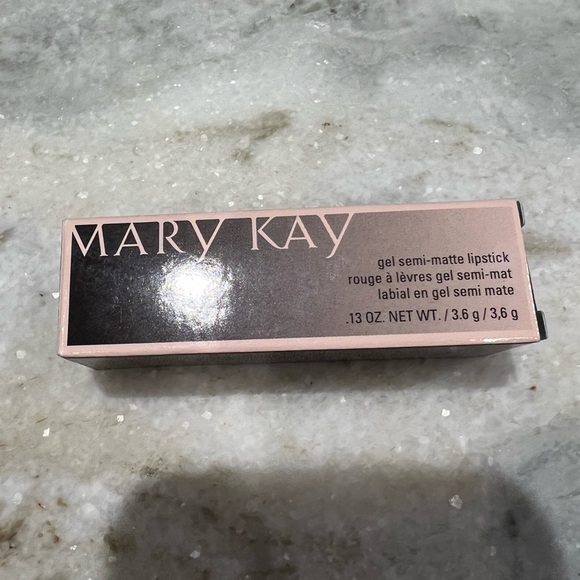 MARY KAY
gel semi-matte lipstick
rouge à lèvres gel semi-mat
labial en gel semi mate
.13 OZ. NET WT. / 3.6 g / 3,6 g